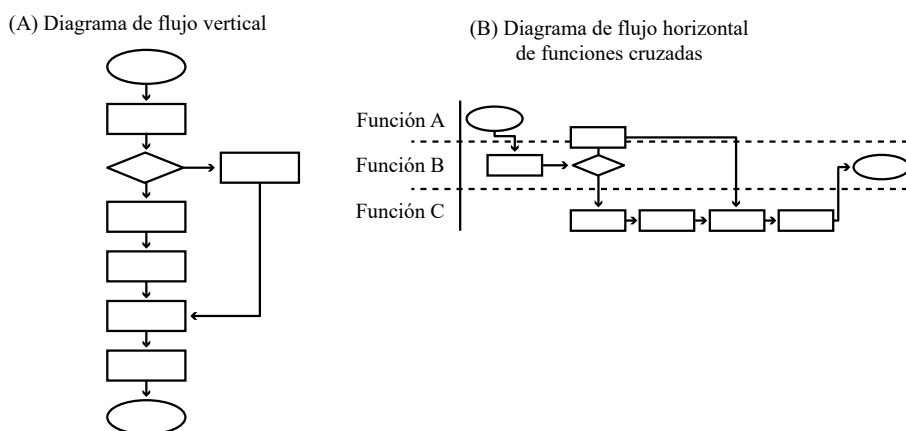 (A) Diagrama de flujo vertical
(B) Diagrama de flujo horizontal
de funciones cruzadas
Función A
Función B
Función C